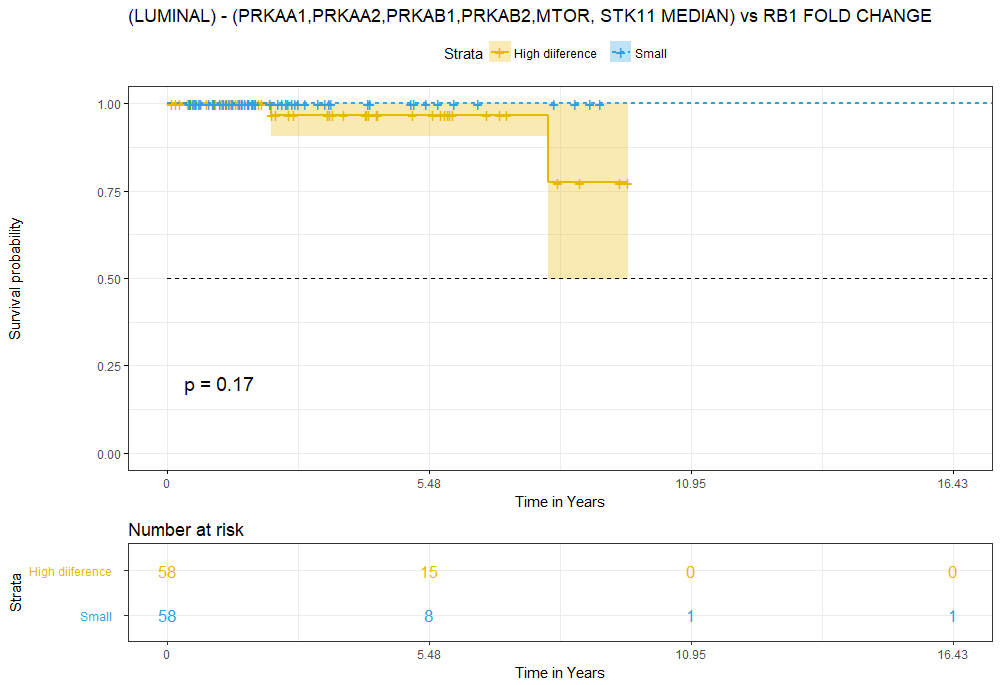 (LUMINAL) - (PRKAA1,PRKAA2,PRKAB1,PRKAB2,MTOR, STK11 MEDIAN) vs RB1 FOLD CHANGE
Strata High diiference Small
1.00
0.75
0.50
0.25
0.00
Survival probability
p = 0.17
0 5.48 10.95 16.43
Time in Years
Number at risk
Strata
High diiference 58 15 0 0
Small 58 8 1 1
0 5.48 10.95 16.43
Time in Years